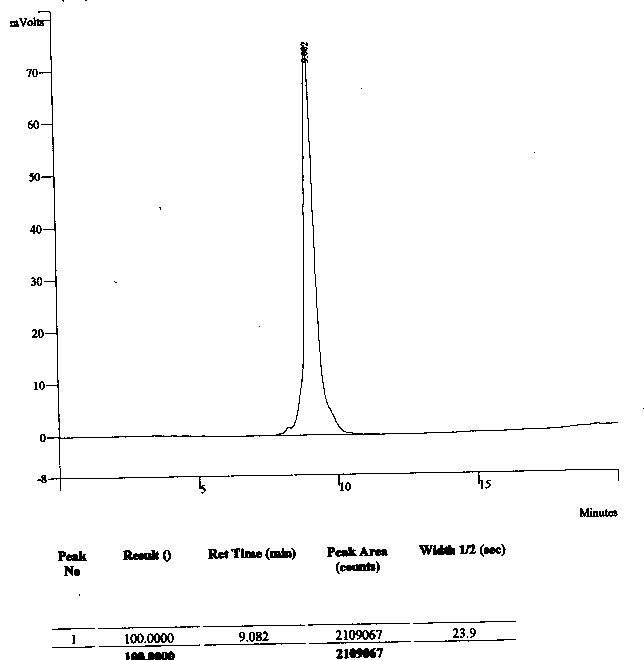 mVolts
9.082
70
60
50
40
30
20
10
0
-8
5 10 15
Minutes
Peak No Result () Ret Time (min) Peak Area (counts) Width 1/2 (sec)
1 100.0000 9.082 2109067 23.9
100.0000 2109067